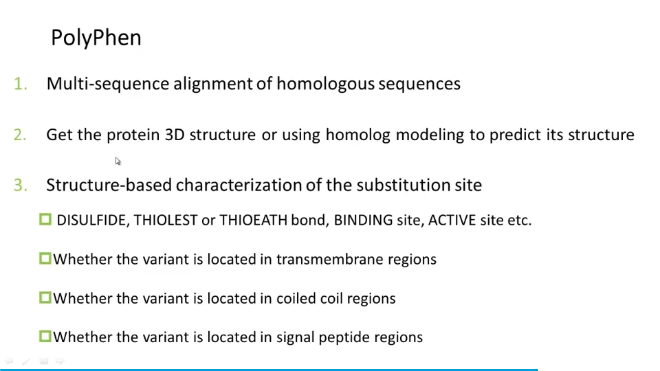 PolyPhen
1. Multi-sequence alignment of homologous sequences
2. Get the protein 3D structure or using homolog modeling to predict its structure
3. Structure-based characterization of the substitution site
DISULFIDE, THIOLEST or THIOEATH bond, BINDING site, ACTIVE site etc.
Whether the variant is located in transmembrane regions
Whether the variant is located in coiled coil regions
Whether the variant is located in signal peptide regions